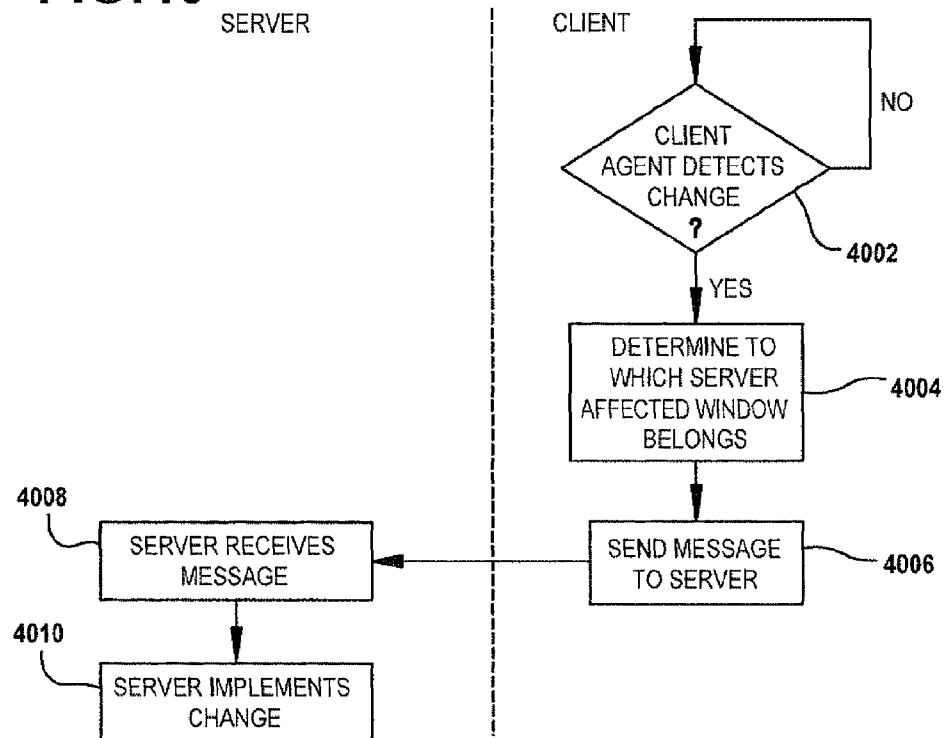 SERVER
CLIENT
NO
CLIENT
AGENT DETECTS
CHANGE
?
4002
YES
DETERMINE TO
WHICH SERVER
AFFECTED WINDOW
BELONGS
4004
4008
SERVER RECEIVES
MESSAGE
SEND MESSAGE
TO SERVER
4006
4010
SERVER IMPLEMENTS
CHANGE